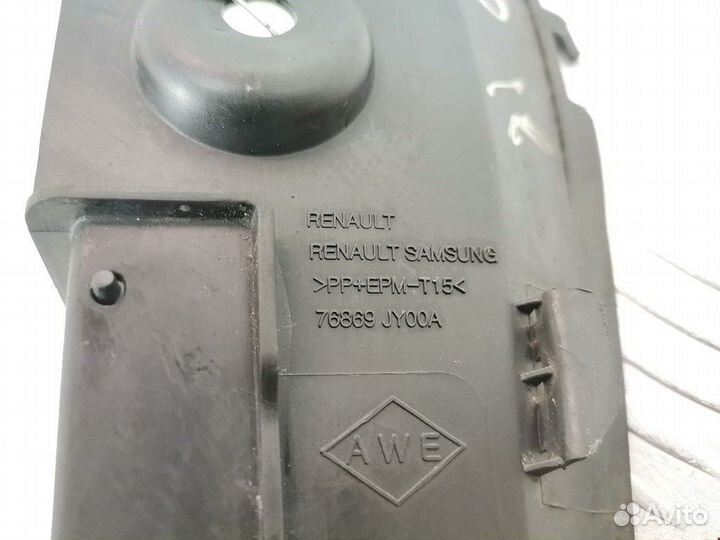 RENAULT
RENAULT SAMSUNG
>PP+EPM-T15<
76869 JY00A
AWE
Avito